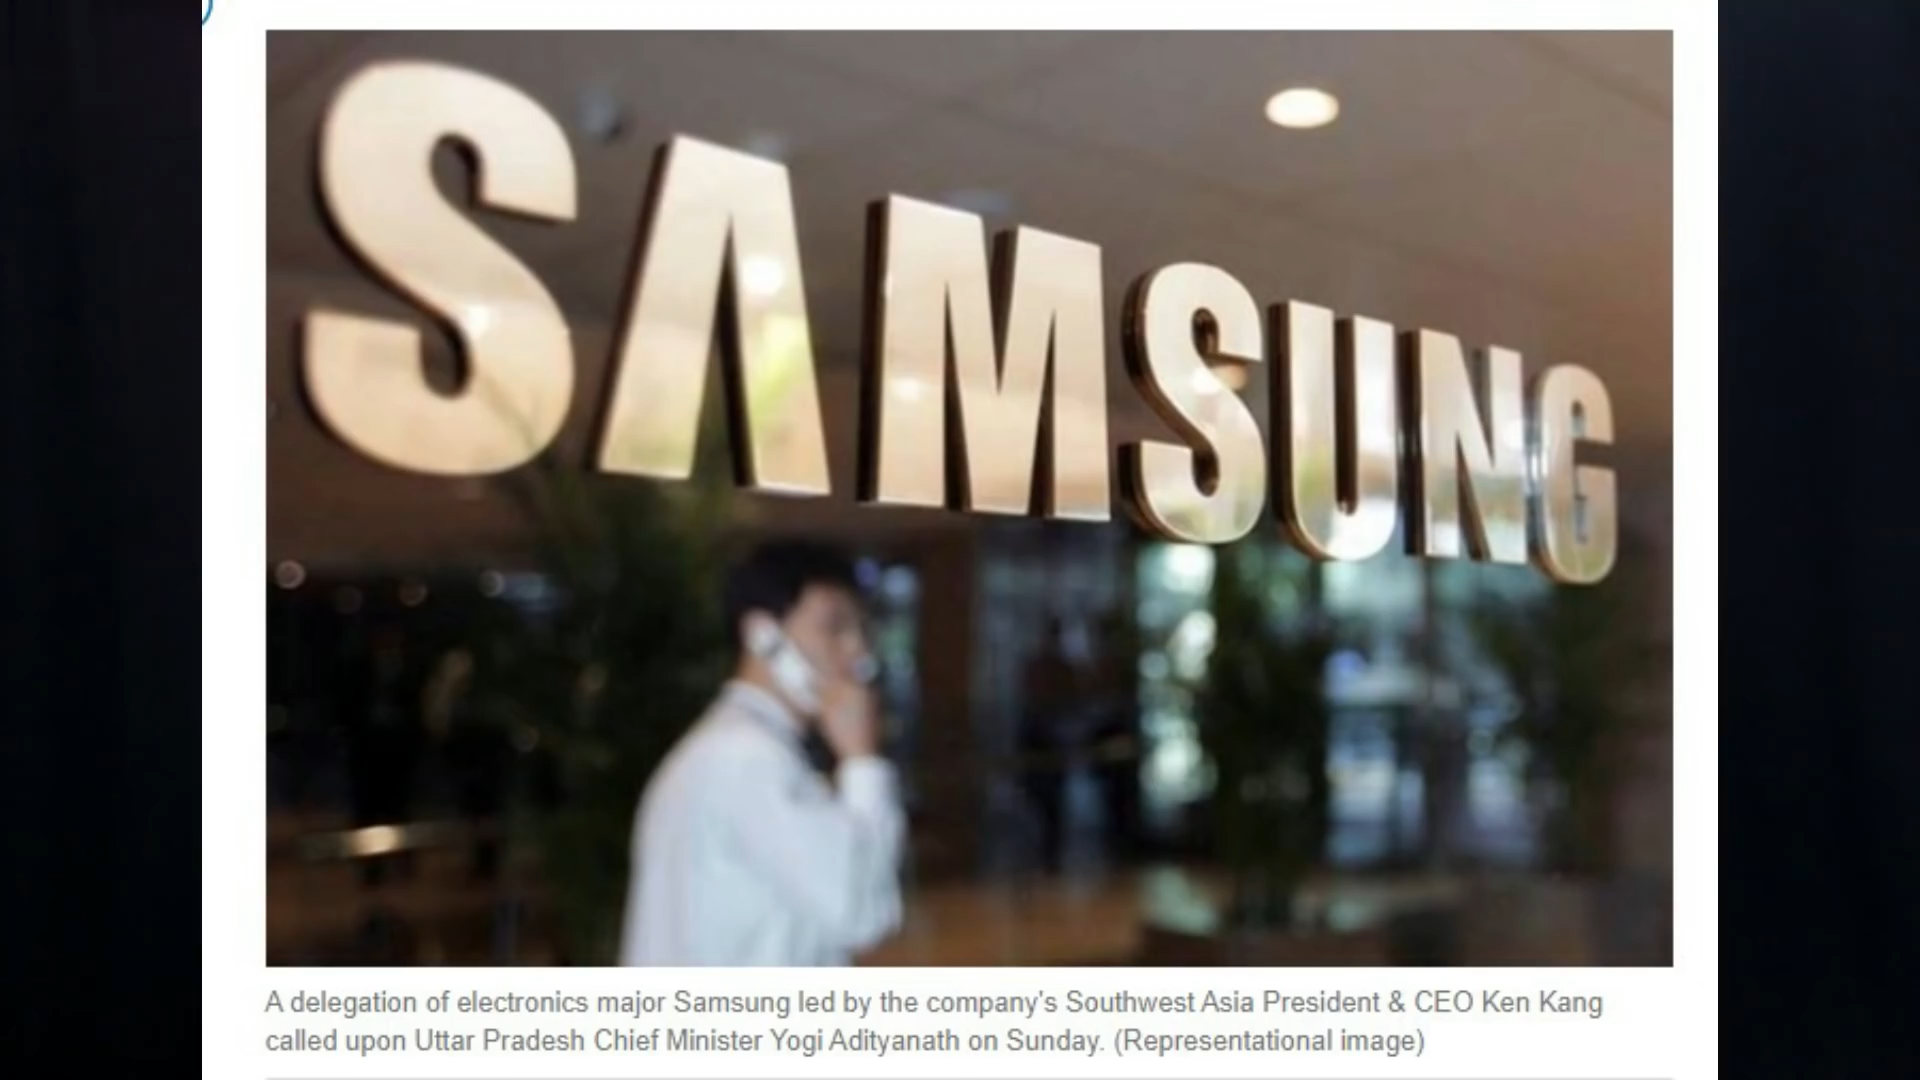 SAMSUNG
A delegation of electronics major Samsung led by the company's Southwest Asia President & CEO Ken Kang
called upon Uttar Pradesh Chief Minister Yogi Adityanath on Sunday. (Representational image)